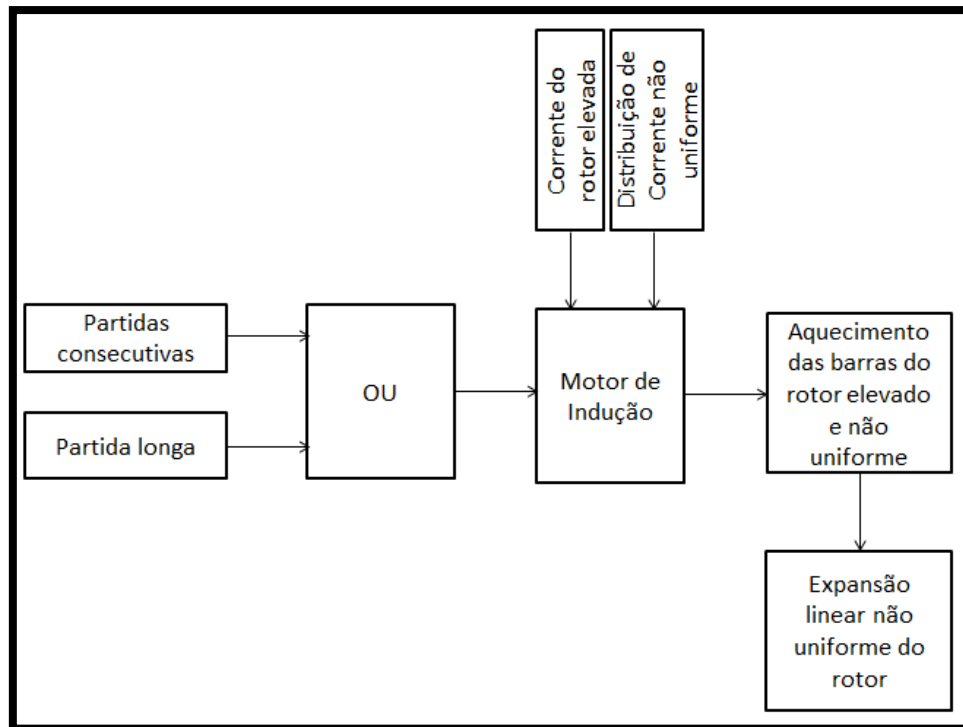 Corrente do
rotor elevada
Distribuição de
Corrente não
uniforme
Partidas
consecutivas
Partida longa
OU
Motor de
Indução
Aquecimento
das barras do
rotor elevado
e não
uniforme
Expansão
linear não
uniforme do
rotor